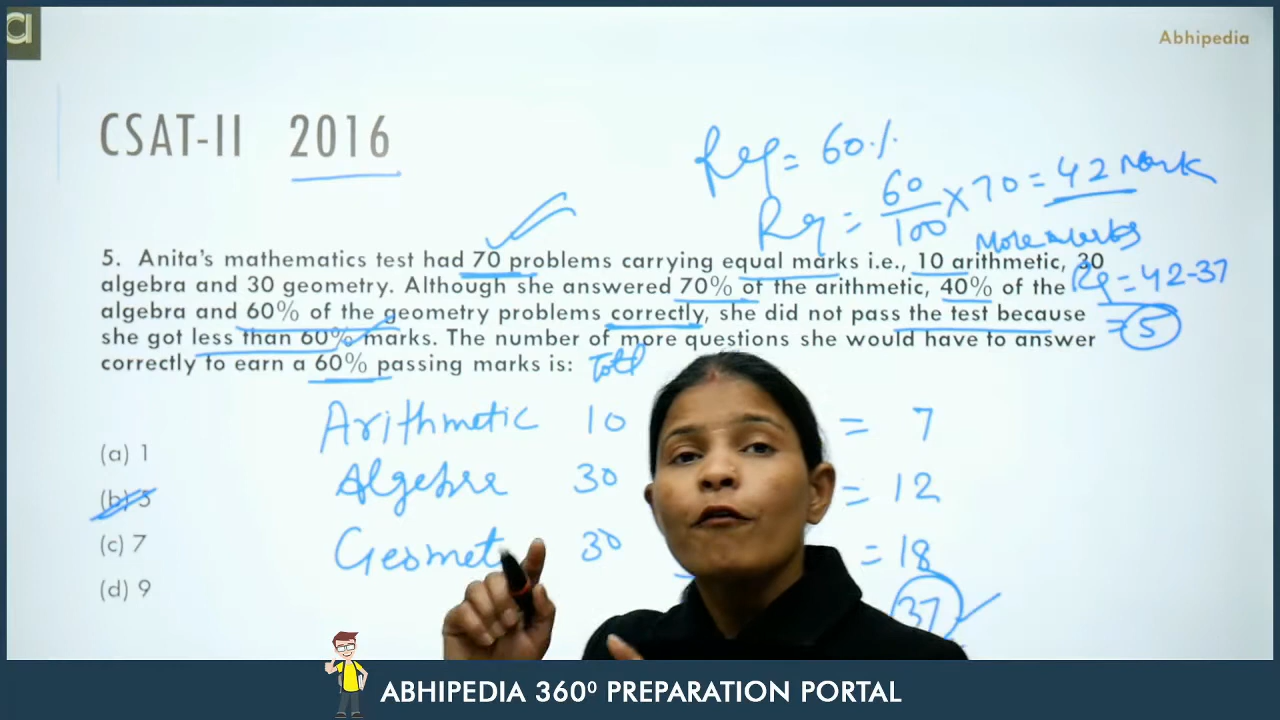 a
Abhipedia
CSAT-II 2016
Req = 60%
Rq = 60/100 × 70 = 42 Mark
More marks
Rq = 42-37
= 5
5. Anita's mathematics test had 70 problems carrying equal marks i.e., 10 arithmetic, 30
algebra and 30 geometry. Although she answered 70% of the arithmetic, 40% of the
algebra and 60% of the geometry problems correctly, she did not pass the test because
she got less than 60% marks. The number of more questions she would have to answer
correctly to earn a 60% passing marks is:
Total
Arithmetic 10 = 7
Algebra 30 = 12
Geomet 30 = 18
37
(a) 1
(b) 5
(c) 7
(d) 9
ABHIPEDIA 360⁰ PREPARATION PORTAL